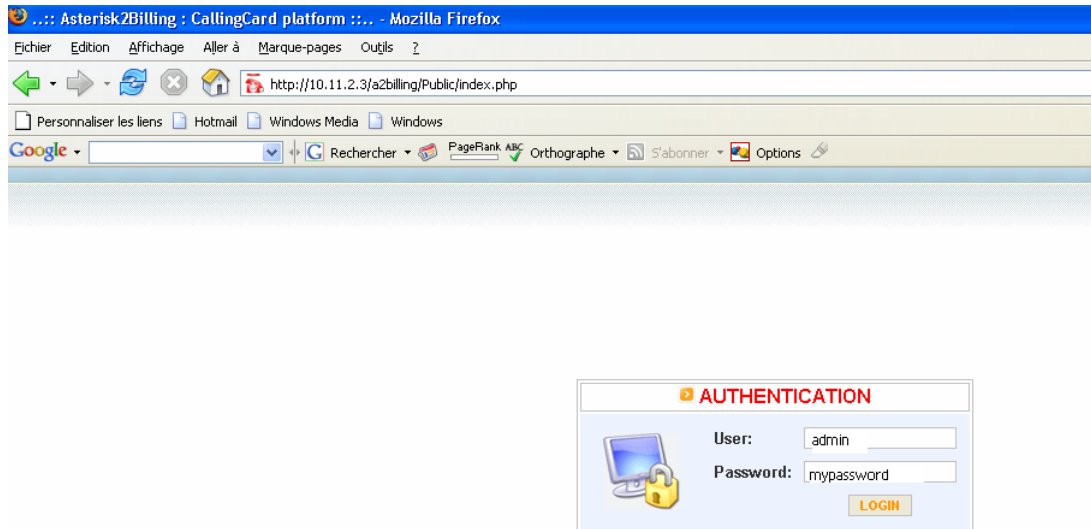 ..:: Asterisk2Billing : CallingCard platform ::.. - Mozilla Firefox
Fichier Edition Affichage Aller à Marque-pages Outils ?
http://10.11.2.3/a2billing/Public/index.php
Personnaliser les liens Hotmail Windows Media Windows
Google G Rechercher PageRank ABC Orthographe S'abonner Options
AUTHENTICATION
User: admin
Password: mypassword
LOGIN